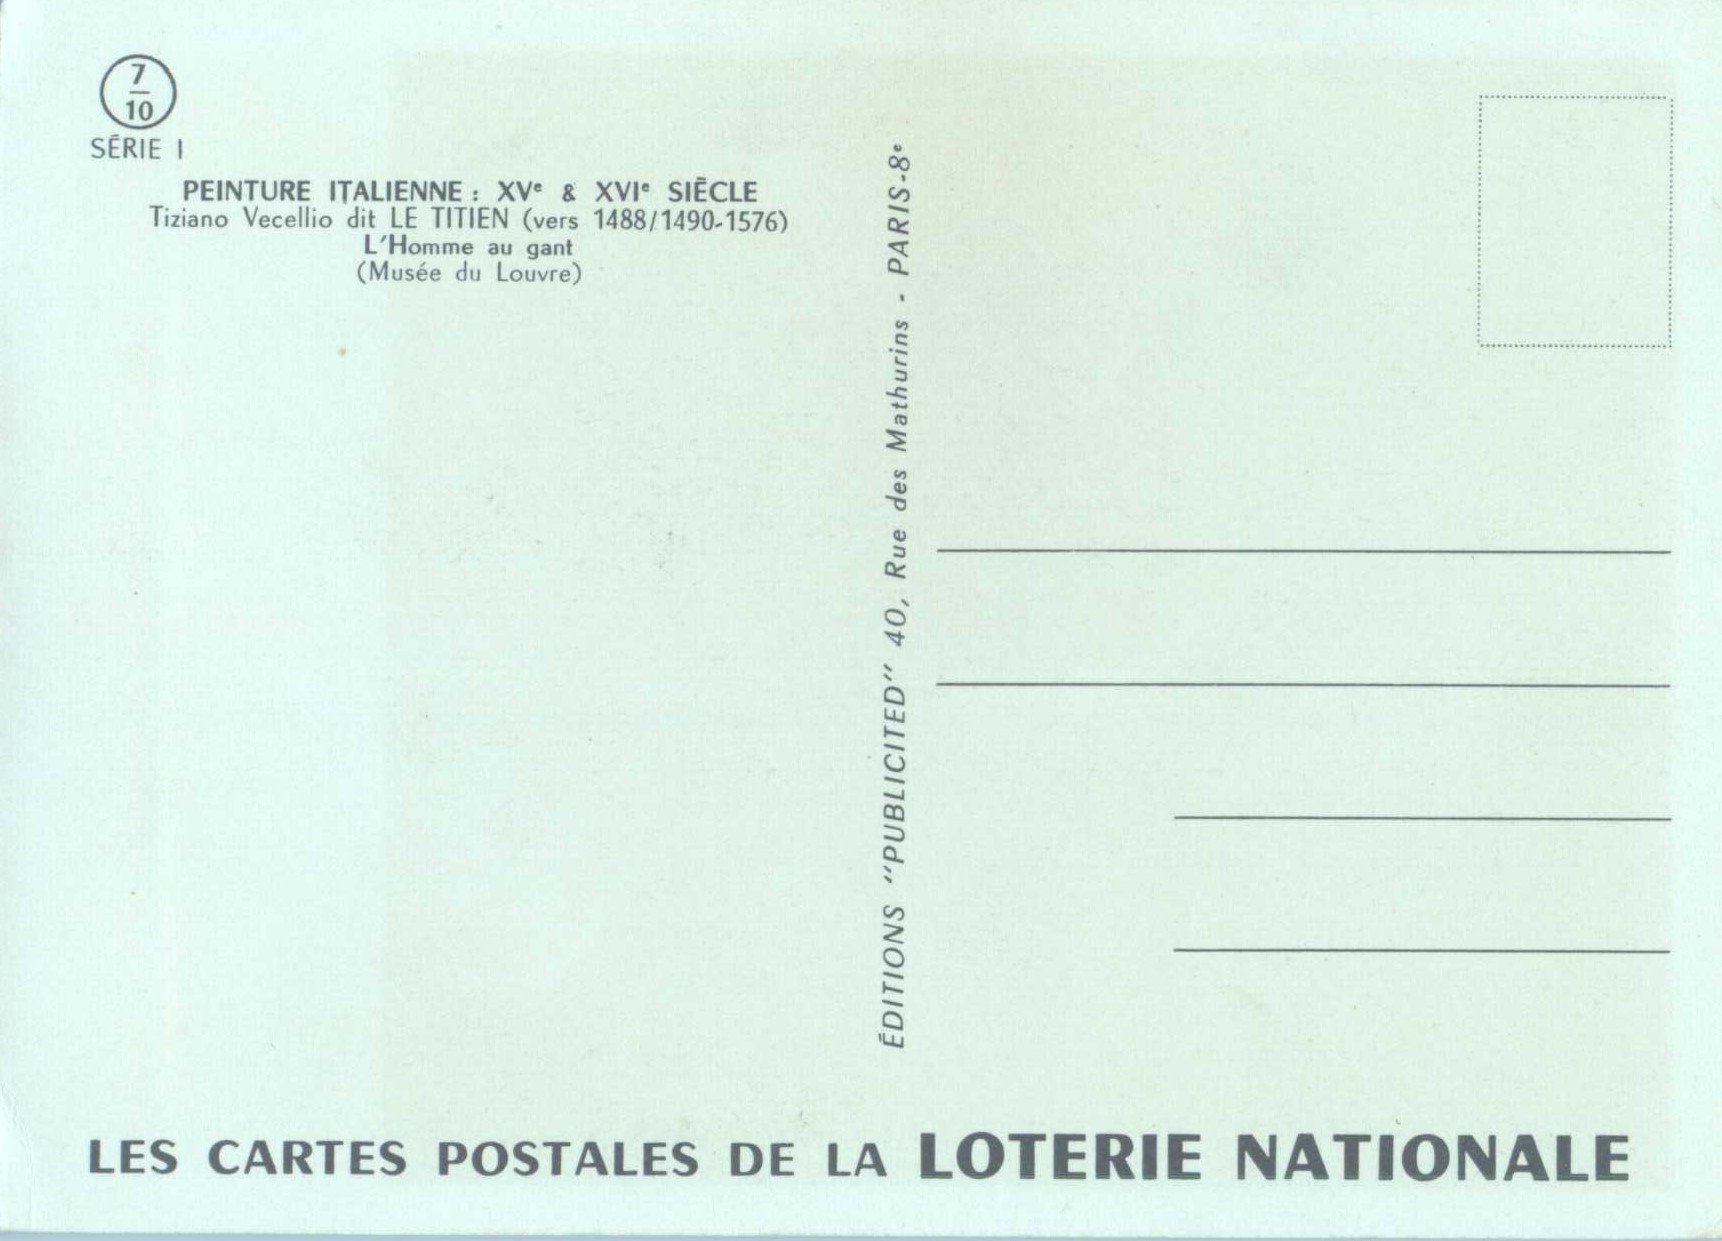 7
10
SÉRIE I
PEINTURE ITALIENNE : XVe & XVIe SIÈCLE
Tiziano Vecellio dit LE TITIEN (vers 1488/1490-1576)
L'Homme au gant
(Musée du Louvre)
ÉDITIONS "PUBLICITED" 40, Rue des Mathurins - PARIS-8e
LES CARTES POSTALES DE LA LOTERIE NATIONALE